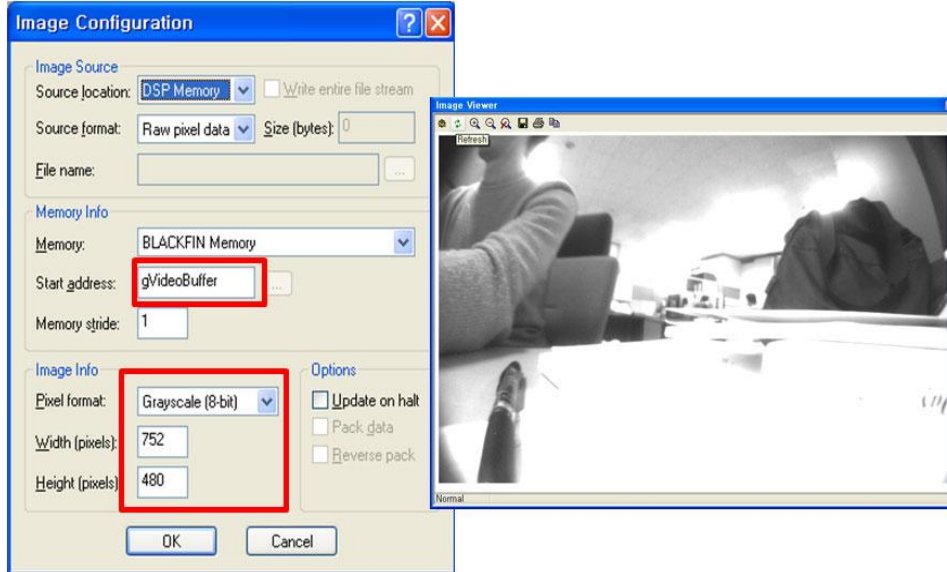 Image Configuration
Image Source
Source location: DSP Memory Write entire file stream
Source format: Raw pixel data Size (bytes): 0
File name: ...
Memory Info
Memory: BLACKFIN Memory
Start address: gVideoBuffer ...
Memory stride: 1
Image Info
Pixel format: Grayscale (8-bit)
Width (pixels): 752
Height (pixels) 480
Options
Update on halt
Pack data
Reverse pack
OK Cancel
Image Viewer
Refresh
Normal